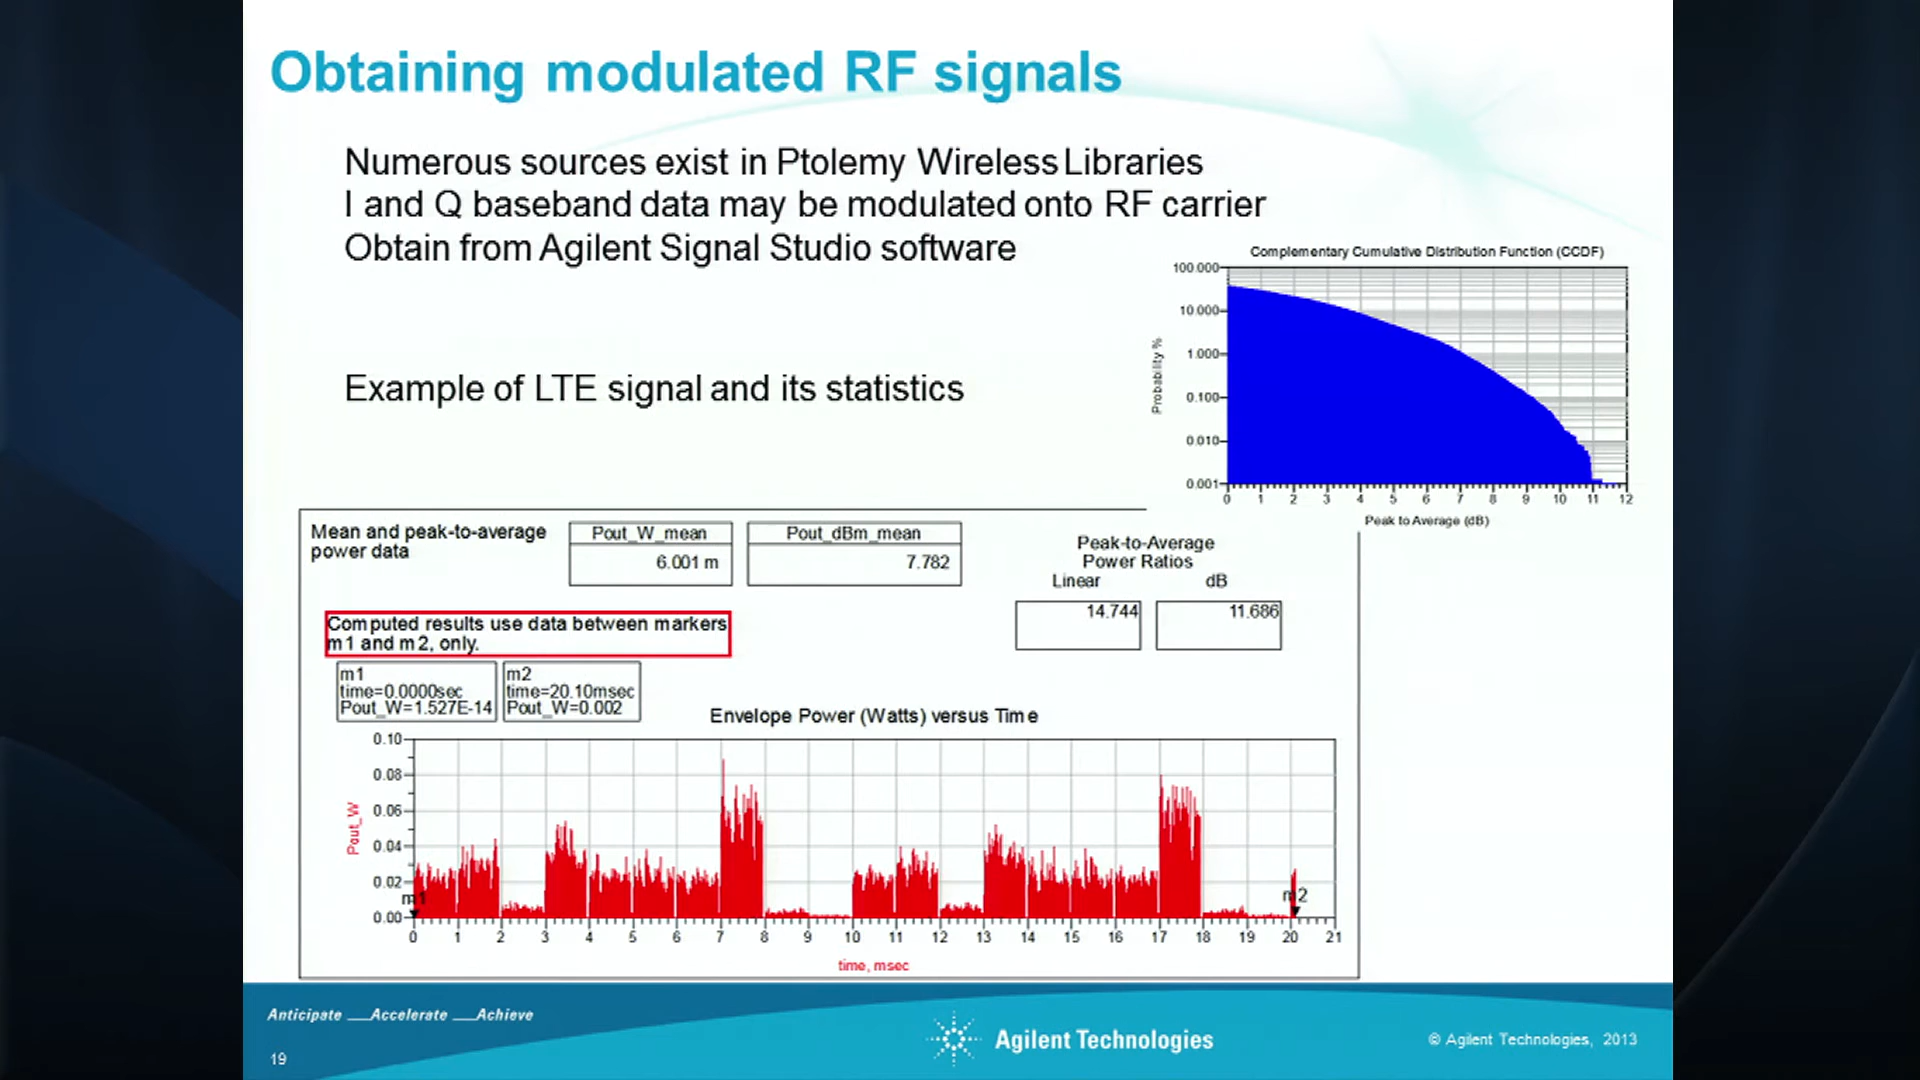 Obtaining modulated RF signals
Numerous sources exist in Ptolemy Wireless Libraries
I and Q baseband data may be modulated onto RF carrier
Obtain from Agilent Signal Studio software
Example of LTE signal and its statistics
Complementary Cumulative Distribution Function (CCDF)
100.000
10.000
1.000
0.100
0.010
0.001
Probability %
0 1 2 3 4 5 6 7 8 9 10 11 12
Peak to Average (dB)
Mean and peak-to-average
power data
Pout_W_mean
6.001 m
Pout_dBm_mean
7.782
Peak-to-Average
Power Ratios
Linear dB
14.744 11.686
Computed results use data between markers
m1 and m2, only.
m1
time=0.0000sec
Pout_W=1.527E-14
m2
time=20.10msec
Pout_W=0.002
Envelope Power (Watts) versus Time
0.10
0.08
0.06
0.04
0.02
0.00
Pout_W
m1
m2
0 1 2 3 4 5 6 7 8 9 10 11 12 13 14 15 16 17 18 19 20 21
time, msec
Anticipate __Accelerate __Achieve
Agilent Technologies
© Agilent Technologies, 2013
19